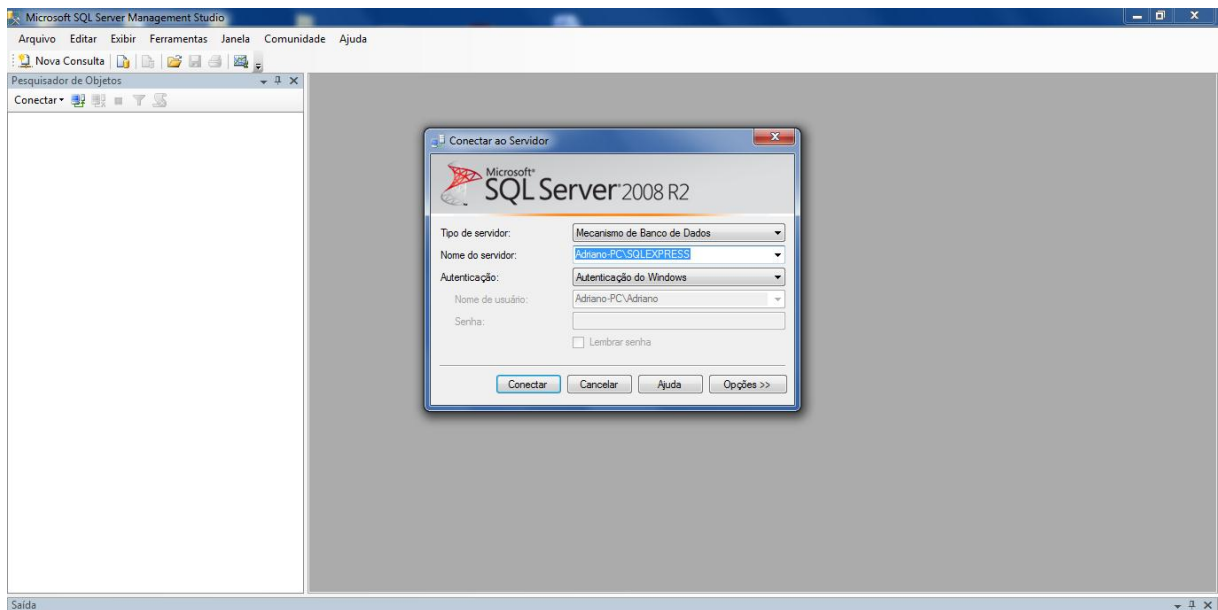 Microsoft SQL Server Management Studio
Arquivo Editar Exibir Ferramentas Janela Comunidade Ajuda
Nova Consulta
Pesquisador de Objetos
Conectar
Conectar ao Servidor
Microsoft®
SQL Server® 2008 R2
Tipo de servidor: Mecanismo de Banco de Dados
Nome do servidor: Adriano-PC\SQLEXPRESS
Autenticação: Autenticação do Windows
Nome de usuário: Adriano-PC\Adriano
Senha:
Lembrar senha
Conectar Cancelar Ajuda Opções >>
Saída